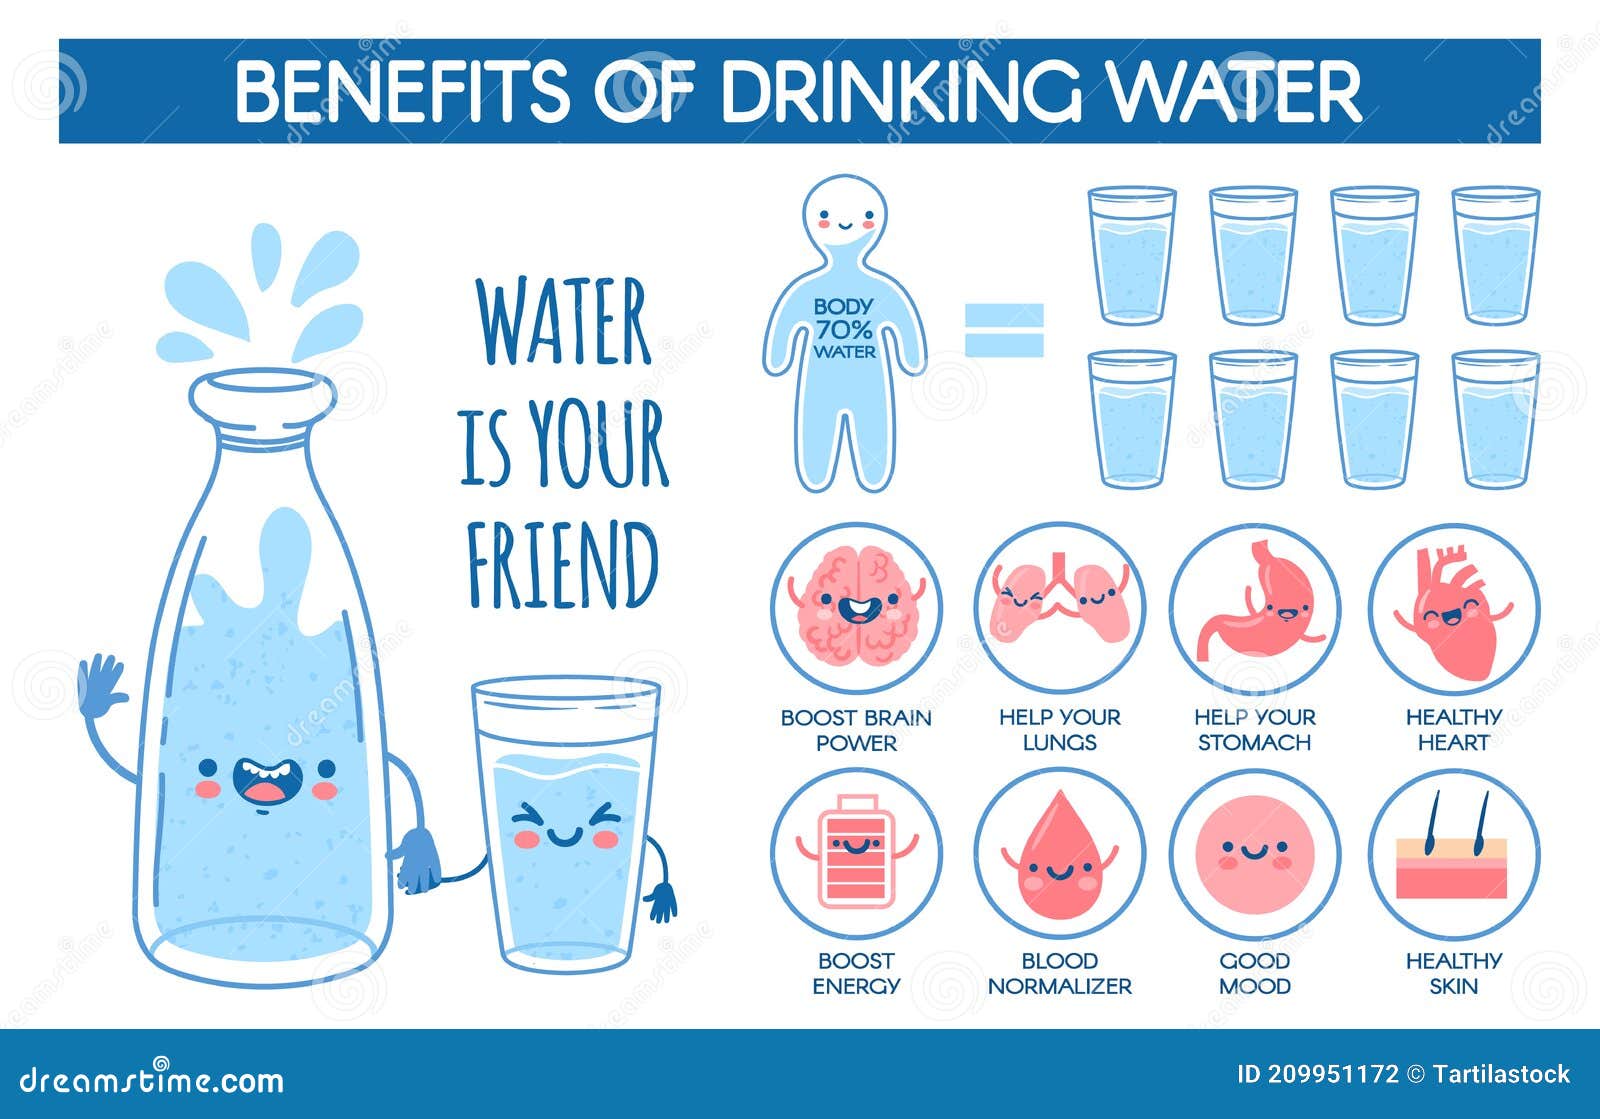 BENEFITS OF DRINKING WATER
WATER
IS YOUR
FRIEND
BODY
70%
WATER
BOOST BRAIN
POWER
HELP YOUR
LUNGS
HELP YOUR
STOMACH
HEALTHY
HEART
BOOST
ENERGY
BLOOD
NORMALIZER
GOOD
MOOD
HEALTHY
SKIN
dreamstime.com
ID 209951172 © Tartilastock